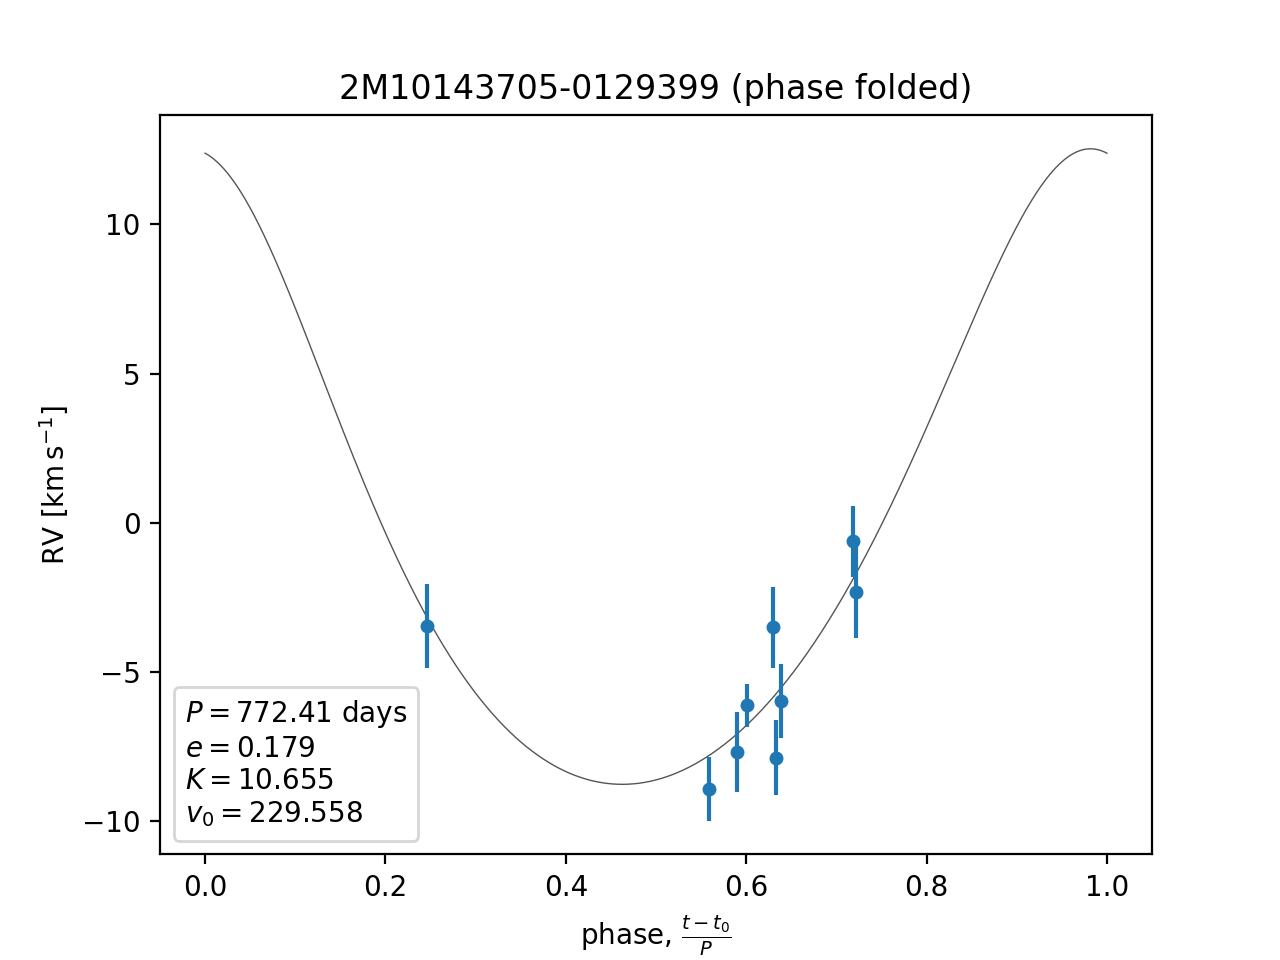 2M10143705-0129399 (phase folded)
RV [km s⁻¹]
10
5
0
−5
−10
P = 772.41 days
e = 0.179
K = 10.655
v₀ = 229.558
0.0 0.2 0.4 0.6 0.8 1.0
phase, (t − t₀)/P